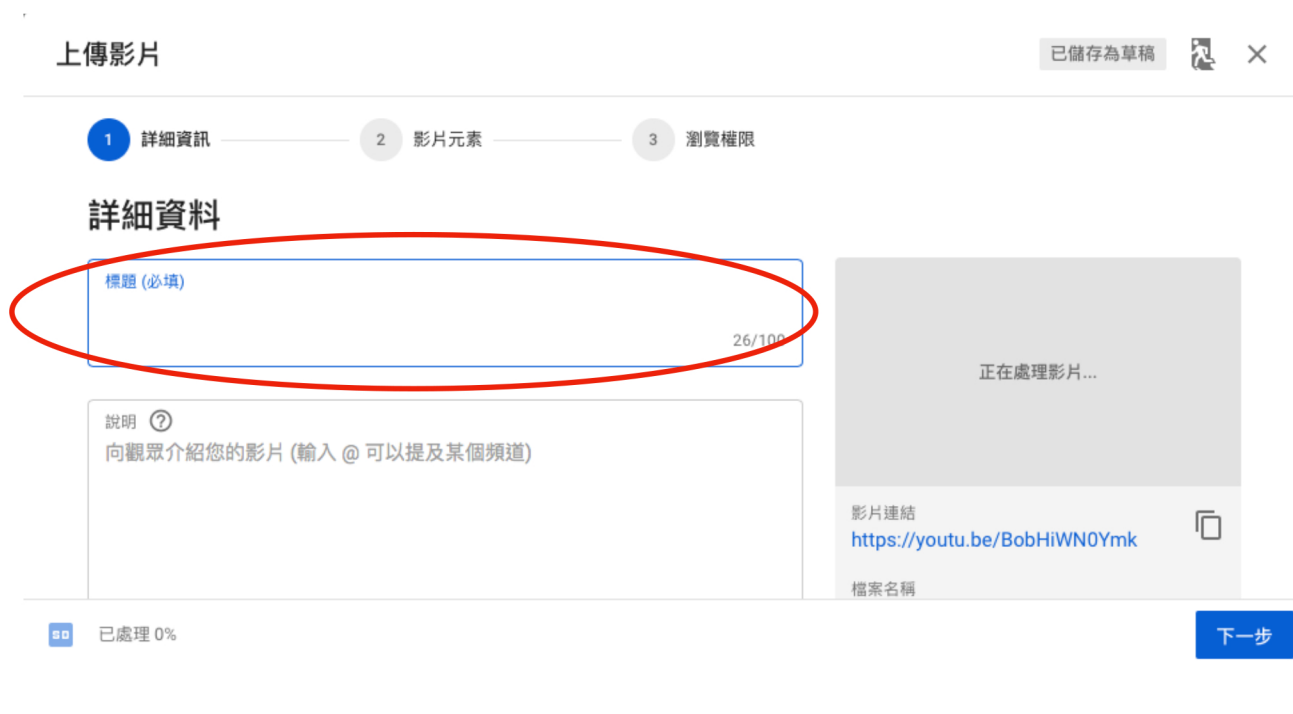 上傳影片
已儲存為草稿
1 詳細資訊
2 影片元素
3 瀏覽權限
詳細資料
標題 (必填)
26/100
正在處理影片...
說明 ?
向觀眾介紹您的影片 (輸入 @ 可以提及某個頻道)
影片連結
https://youtu.be/BobHiWN0Ymk
檔案名稱
SD 已處理 0%
下一步